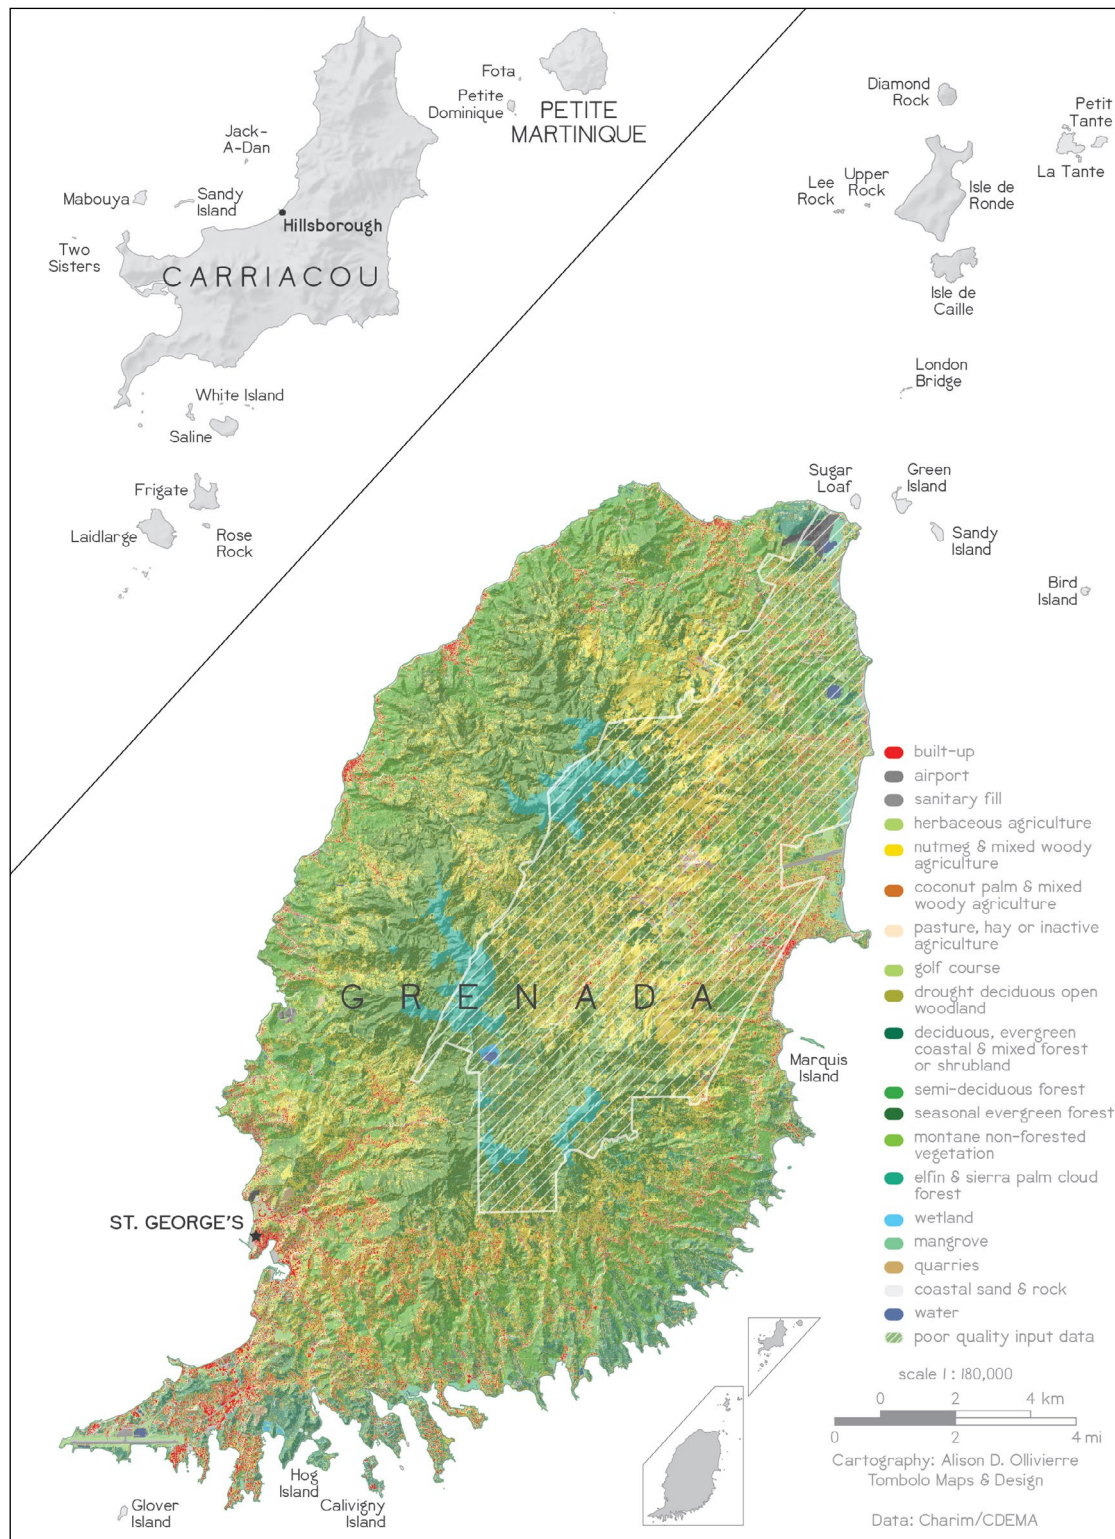 Fota
Petite
Dominique
PETITE
MARTINIQUE
Jack-
A-Dan
Mabouya
Sandy
Island
Hillsborough
Two
Sisters
CARRIACOU
White Island
Saline
Frigate
Laidlarge
Rose
Rock
Diamond
Rock
Petit
Tante
La Tante
Lee
Rock
Upper
Rock
Isle de
Ronde
Isle de
Caille
London
Bridge
Sugar
Loaf
Green
Island
Sandy
Island
Bird
Island
GRENADA
Marquis
Island
ST. GEORGE'S
Hog
Island
Calivigny
Island
Glover
Island
built-up
airport
sanitary fill
herbaceous agriculture
nutmeg & mixed woody
agriculture
coconut palm & mixed
woody agriculture
pasture, hay or inactive
agriculture
golf course
drought deciduous open
woodland
deciduous, evergreen
coastal & mixed forest
or shrubland
semi-deciduous forest
seasonal evergreen forest
montane non-forested
vegetation
elfin & sierra palm cloud
forest
wetland
mangrove
quarries
coastal sand & rock
water
poor quality input data
scale 1 : 180,000
0 2 4 km
0 2 4 mi
Cartography: Alison D. Ollivierre
Tombolo Maps & Design
Data: Charim/CDEMA